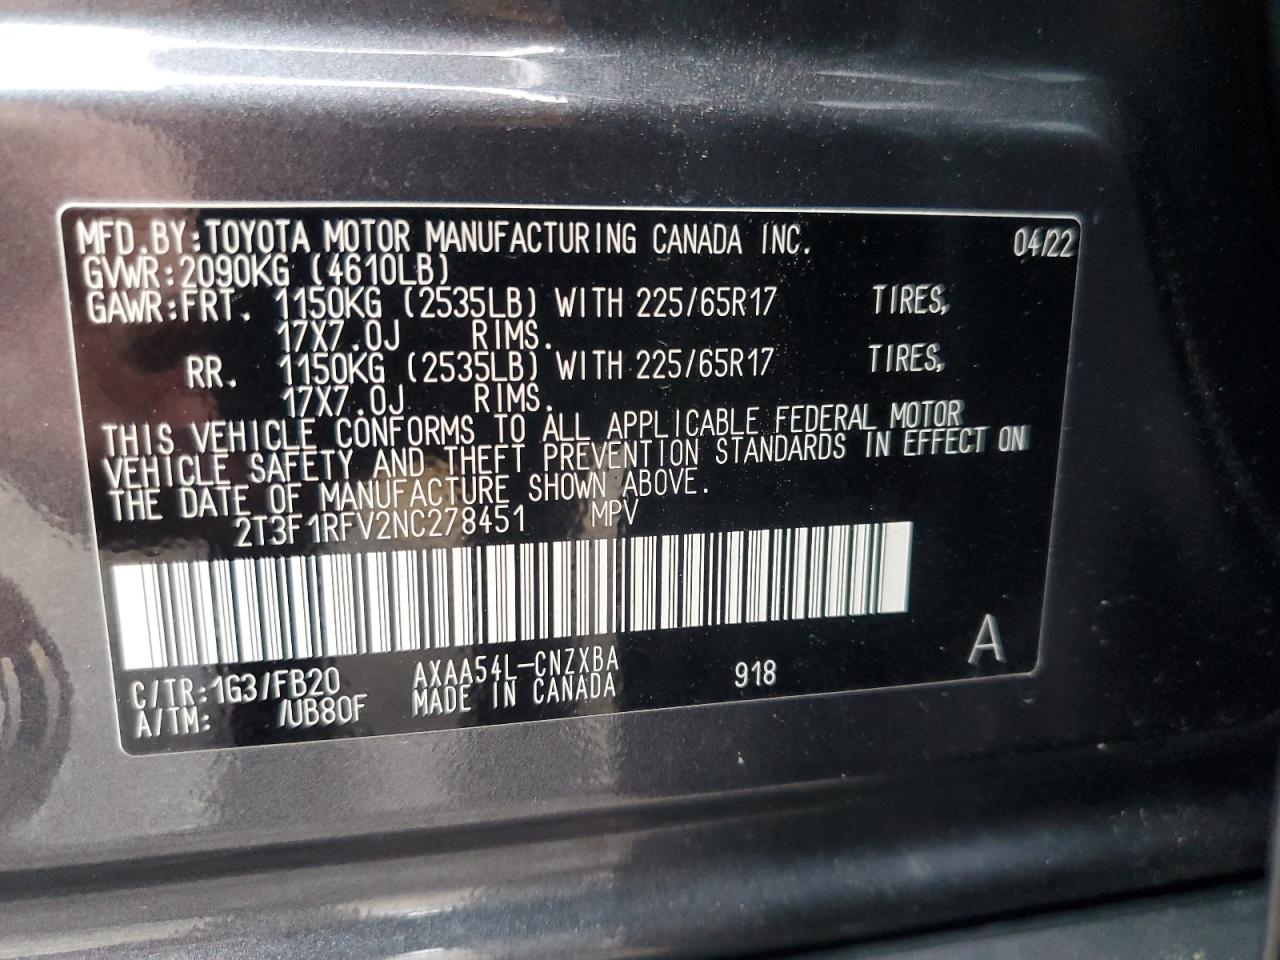 MFD.BY:TOYOTA MOTOR MANUFACTURING CANADA INC. 04/22
GVWR:2090KG (4610LB)
GAWR:FRT. 1150KG (2535LB) WITH 225/65R17 TIRES,
17X7.0J RIMS.
RR. 1150KG (2535LB) WITH 225/65R17 TIRES,
17X7.0J RIMS.
THIS VEHICLE CONFORMS TO ALL APPLICABLE FEDERAL MOTOR
VEHICLE SAFETY AND THEFT PREVENTION STANDARDS IN EFFECT ON
THE DATE OF MANUFACTURE SHOWN ABOVE.
2T3F1RFV2NC278451 MPV
C/TR:1G3/FB20 AXAA54L-CNZXBA 918 A
A/TM: /UB80F MADE IN CANADA